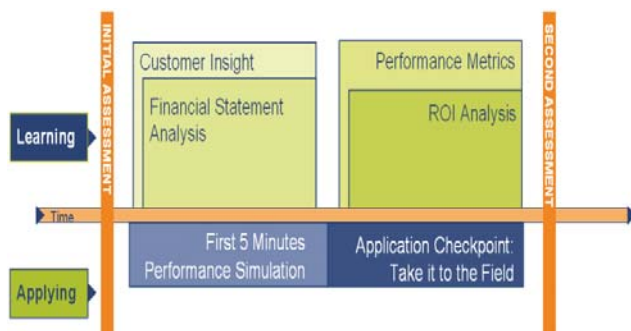 INITIAL ASSESSMENT
SECOND ASSESSMENT
Customer Insight
Financial Statement
Analysis
Performance Metrics
ROI Analysis
Learning
Time
First 5 Minutes
Performance Simulation
Application Checkpoint:
Take it to the Field
Applying